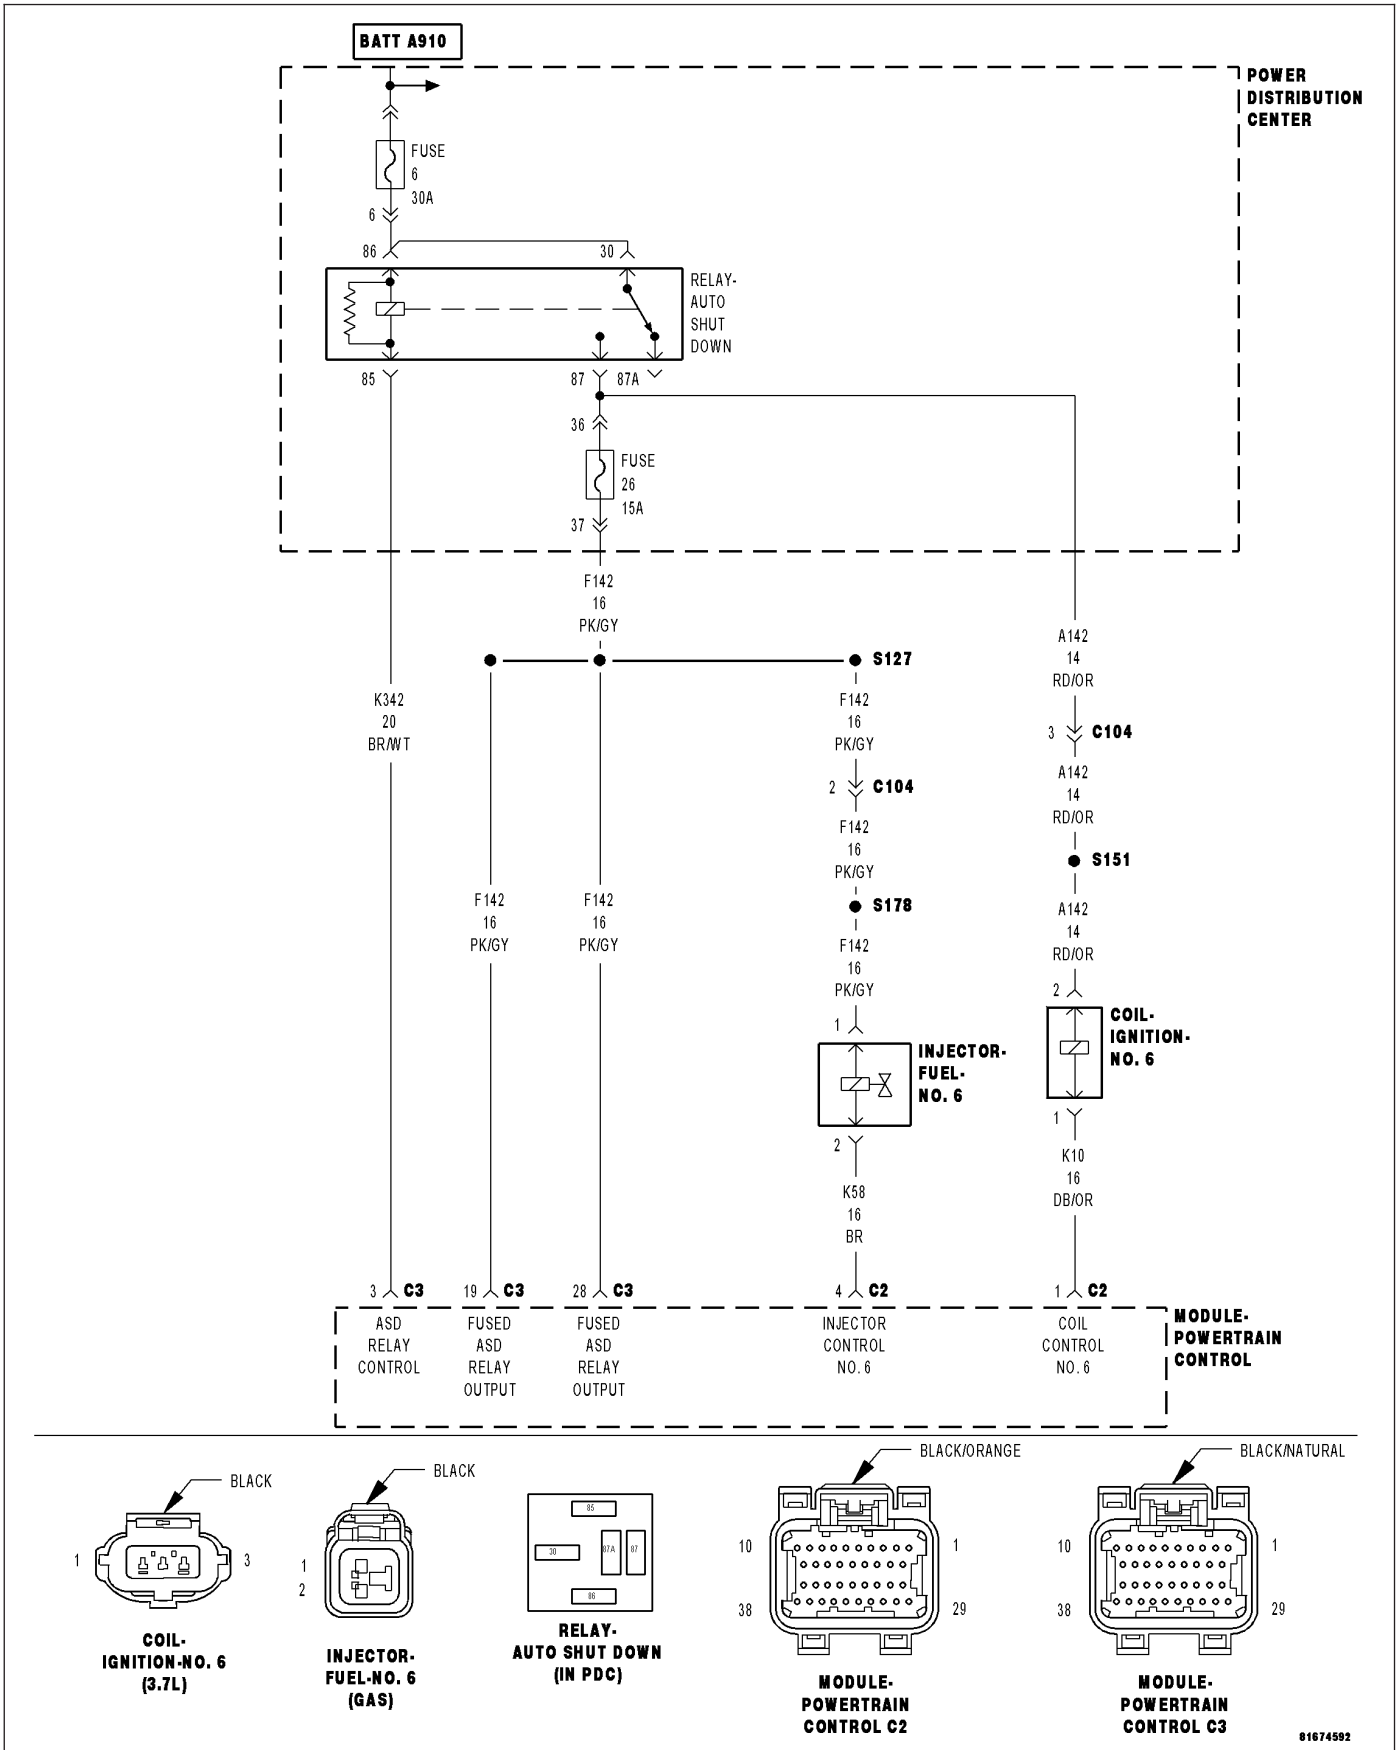 BATT A910
POWER
DISTRIBUTION
CENTER
FUSE
6
30A
6
86
30
RELAY-
AUTO
SHUT
DOWN
85
87
87A
36
FUSE
26
15A
37
F142
16
PK/GY
S127
A142
14
RD/OR
K342
20
BR/WT
F142
16
PK/GY
3
C104
2
C104
A142
14
RD/OR
F142
16
PK/GY
S151
F142
16
PK/GY
F142
16
PK/GY
S178
A142
14
RD/OR
F142
16
PK/GY
2
COIL-
IGNITION-
NO. 6
1
INJECTOR-
FUEL-
NO. 6
1
2
K10
16
DB/OR
K58
16
BR
3
C3
19
C3
28
C3
4
C2
1
C2
ASD
RELAY
CONTROL
FUSED
ASD
RELAY
OUTPUT
FUSED
ASD
RELAY
OUTPUT
INJECTOR
CONTROL
NO. 6
COIL
CONTROL
NO. 6
MODULE-
POWERTRAIN
CONTROL
BLACK
1
3
COIL-
IGNITION-NO. 6
(3.7L)
BLACK
1
2
INJECTOR-
FUEL-NO. 6
(GAS)
85
30
87A
87
86
RELAY-
AUTO SHUT DOWN
(IN PDC)
BLACK/ORANGE
10
1
38
29
MODULE-
POWERTRAIN
CONTROL C2
BLACK/NATURAL
10
1
38
29
MODULE-
POWERTRAIN
CONTROL C3
81674592